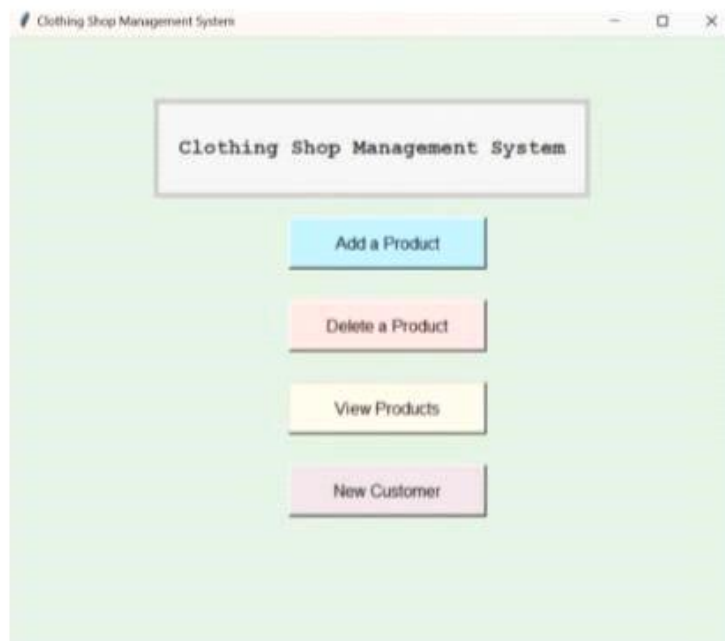 Clothing Shop Management System
Clothing Shop Management System
Add a Product
Delete a Product
View Products
New Customer